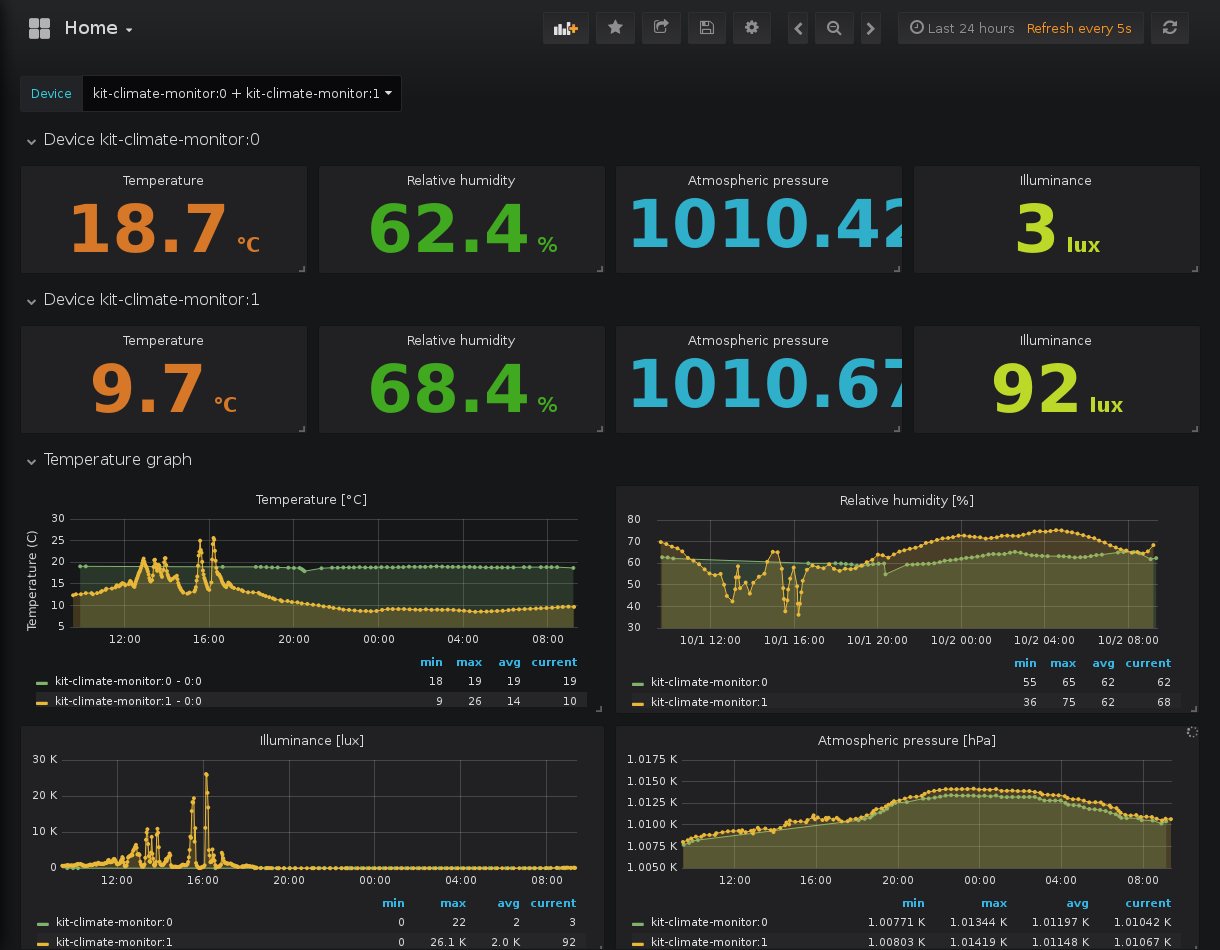 Home
Last 24 hours Refresh every 5s
Device kit-climate-monitor:0 + kit-climate-monitor:1
Device kit-climate-monitor:0
Temperature Relative humidity Atmospheric pressure Illuminance
18.7 °C 62.4 % 1010.42 3 lux
Device kit-climate-monitor:1
Temperature Relative humidity Atmospheric pressure Illuminance
9.7 °C 68.4 % 1010.67 92 lux
Temperature graph
Temperature [°C]
Temperature (C)
30
25
20
15
10
5
12:00 16:00 20:00 00:00 04:00 08:00
min max avg current
kit-climate-monitor:0 - 0:0 18 19 19 19
kit-climate-monitor:1 - 0:0 9 26 14 10
Relative humidity [%]
80
70
60
50
40
30
10/1 12:00 10/1 16:00 10/1 20:00 10/2 00:00 10/2 04:00 10/2 08:00
min max avg current
kit-climate-monitor:0 55 65 62 62
kit-climate-monitor:1 36 75 62 68
Illuminance [lux]
30 K
20 K
10 K
0
12:00 16:00 20:00 00:00 04:00 08:00
min max avg current
kit-climate-monitor:0 0 22 2 3
kit-climate-monitor:1 0 26.1 K 2.0 K 92
Atmospheric pressure [hPa]
1.0175 K
1.0150 K
1.0125 K
1.0100 K
1.0075 K
1.0050 K
12:00 16:00 20:00 00:00 04:00 08:00
min max avg current
kit-climate-monitor:0 1.00771 K 1.01344 K 1.01197 K 1.01042 K
kit-climate-monitor:1 1.00803 K 1.01419 K 1.01148 K 1.01067 K